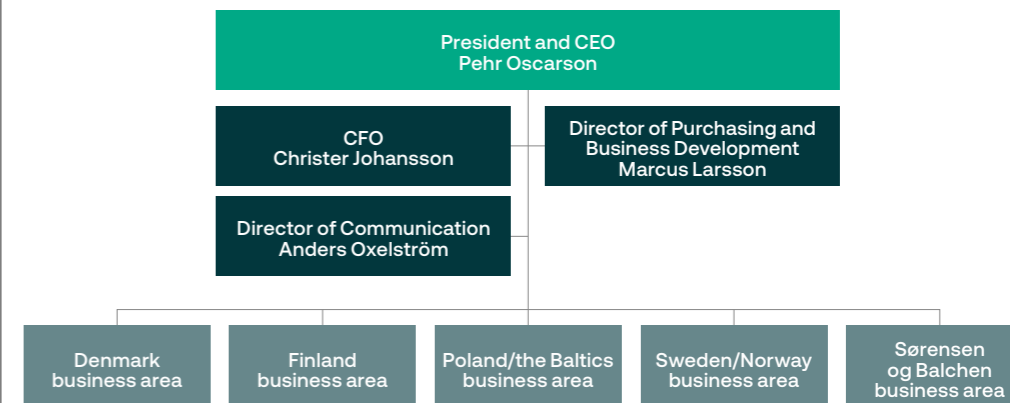 President and CEO
Pehr Oscarson
CFO
Christer Johansson
Director of Purchasing and
Business Development
Marcus Larsson
Director of Communication
Anders Oxelström
Denmark
business area
Finland
business area
Poland/the Baltics
business area
Sweden/Norway
business area
Sørensen
og Balchen
business area